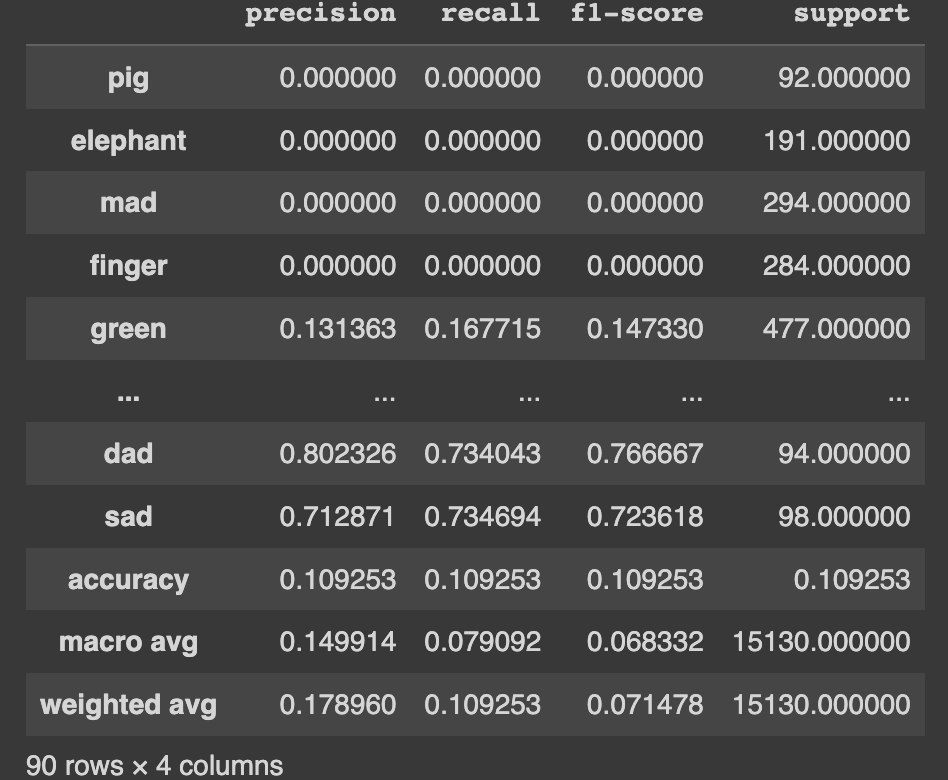 precision recall f1-score support
pig 0.000000 0.000000 0.000000 92.000000
elephant 0.000000 0.000000 0.000000 191.000000
mad 0.000000 0.000000 0.000000 294.000000
finger 0.000000 0.000000 0.000000 284.000000
green 0.131363 0.167715 0.147330 477.000000
... ... ... ... ...
dad 0.802326 0.734043 0.766667 94.000000
sad 0.712871 0.734694 0.723618 98.000000
accuracy 0.109253 0.109253 0.109253 0.109253
macro avg 0.149914 0.079092 0.068332 15130.000000
weighted avg 0.178960 0.109253 0.071478 15130.000000
90 rows × 4 columns